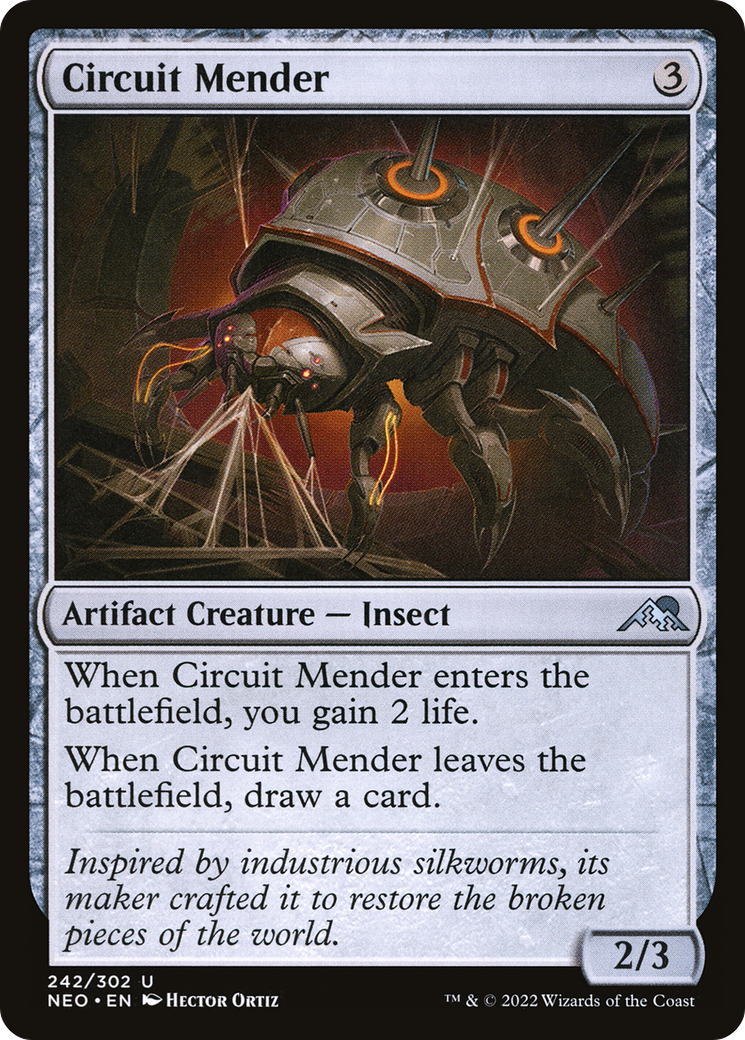 Circuit Mender 3
Artifact Creature — Insect
When Circuit Mender enters the
battlefield, you gain 2 life.
When Circuit Mender leaves the
battlefield, draw a card.
Inspired by industrious silkworms, its
maker crafted it to restore the broken
pieces of the world.
2/3
242/302 U
NEO • EN Hector Ortiz
™ & © 2022 Wizards of the Coast